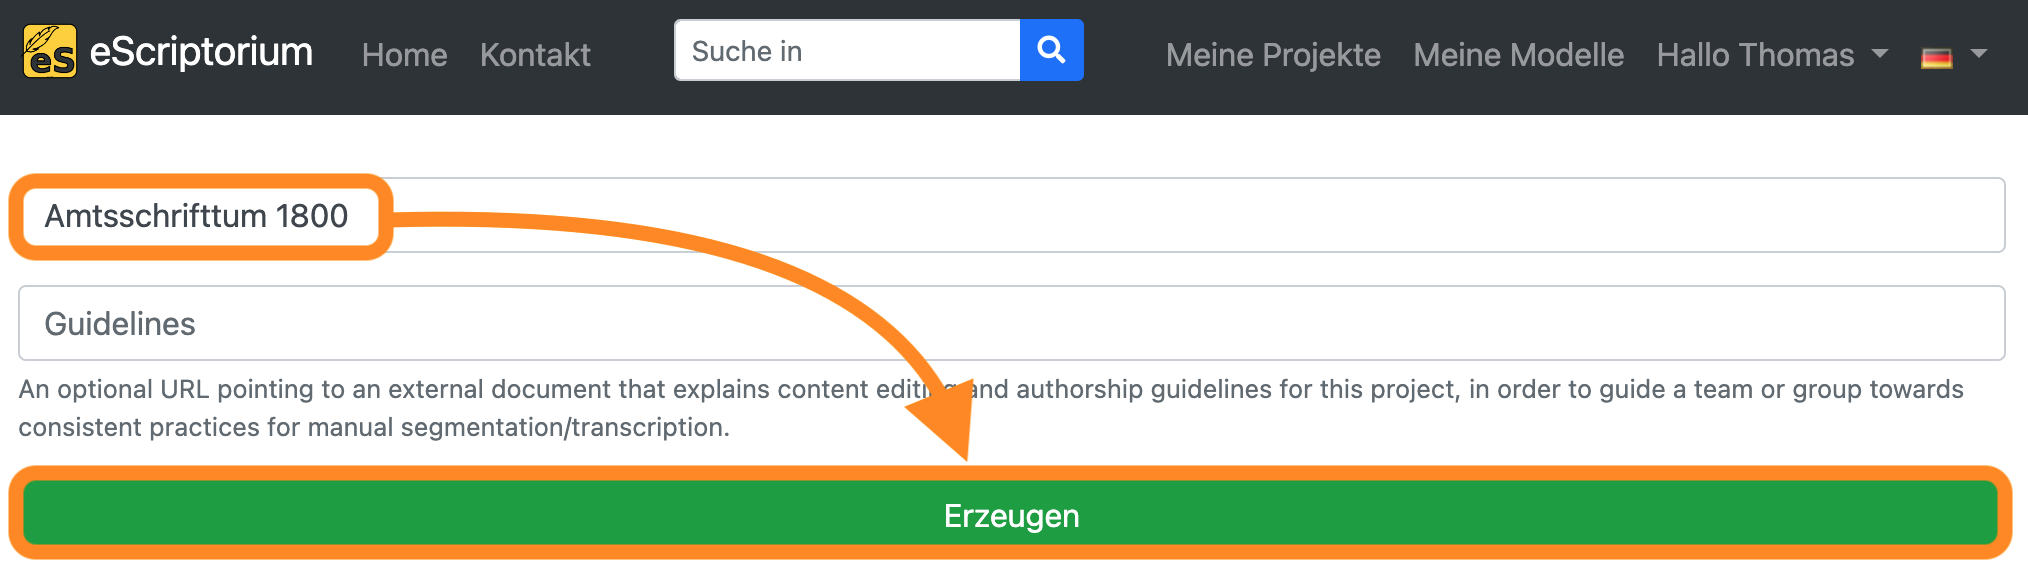 eS eScriptorium Home Kontakt Suche in Meine Projekte Meine Modelle Hallo Thomas
Amtsschrifttum 1800
Guidelines
An optional URL pointing to an external document that explains content editing and authorship guidelines for this project, in order to guide a team or group towards
consistent practices for manual segmentation/transcription.
Erzeugen